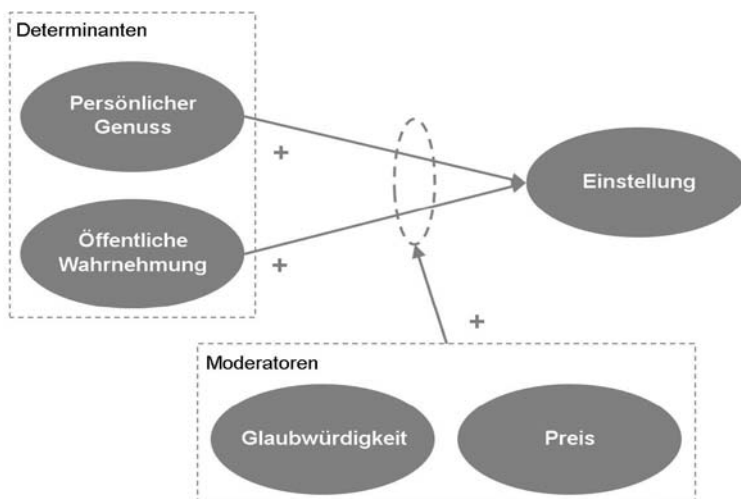 Determinanten
Persönlicher
Genuss
+
Einstellung
Öffentliche
Wahrnehmung
+
+
Moderatoren
Glaubwürdigkeit
Preis